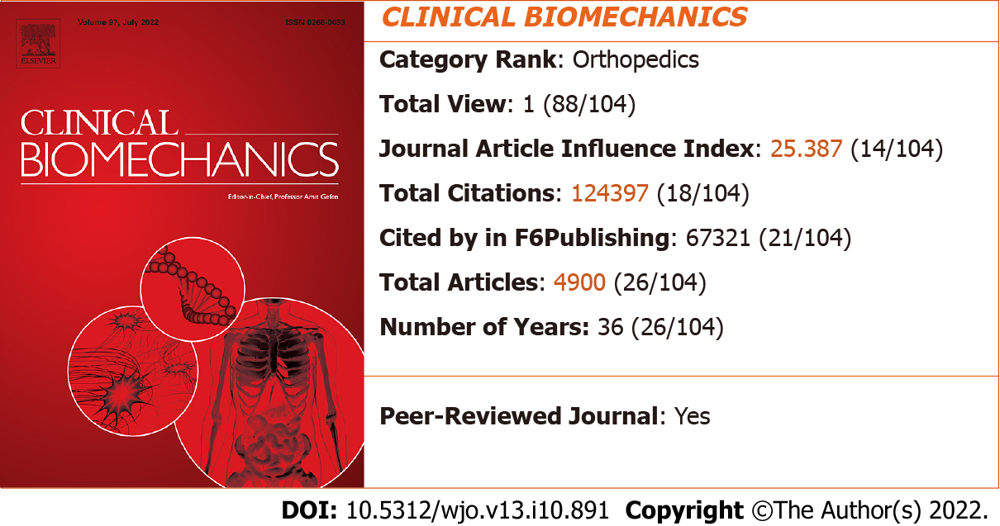 Volume 97, July 2022
ISSN 0268-0033
ELSEVIER
CLINICAL
BIOMECHANICS
Editor-in-Chief, Professor Amit Gefen
CLINICAL BIOMECHANICS
Category Rank: Orthopedics
Total View: 1 (88/104)
Journal Article Influence Index: 25.387 (14/104)
Total Citations: 124397 (18/104)
Cited by in F6Publishing: 67321 (21/104)
Total Articles: 4900 (26/104)
Number of Years: 36 (26/104)
Peer-Reviewed Journal: Yes
DOI: 10.5312/wjo.v13.i10.891 Copyright ©The Author(s) 2022.